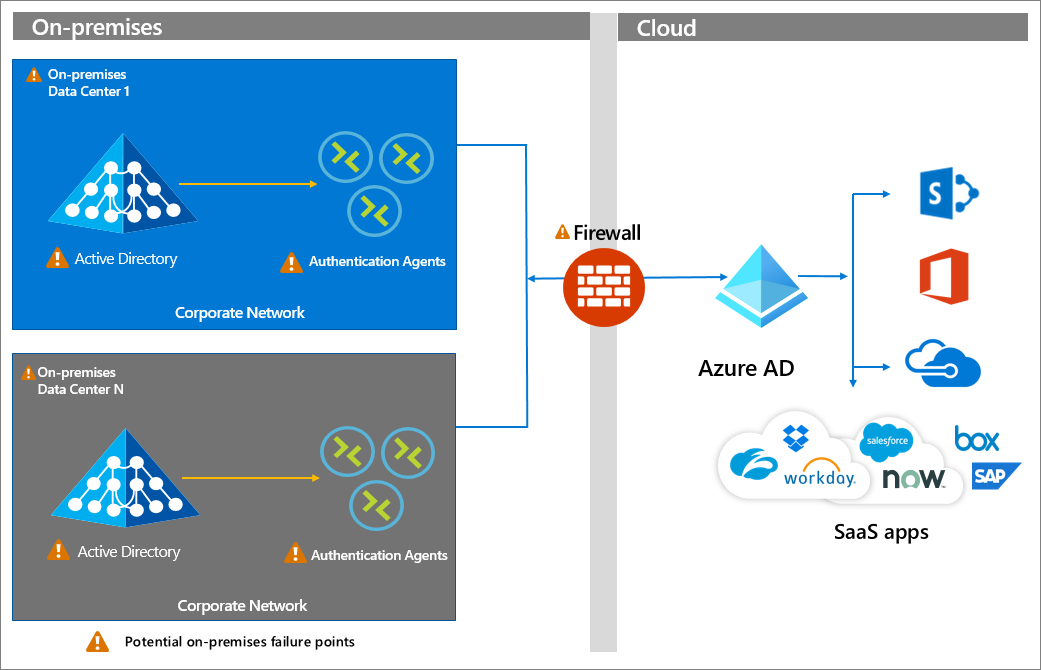 On-premises
Cloud
On-premises
Data Center 1
Active Directory
Authentication Agents
Corporate Network
Firewall
S
Azure AD
On-premises
Data Center N
Active Directory
Authentication Agents
Corporate Network
salesforce
box
workday.
now
SAP
SaaS apps
Potential on-premises failure points